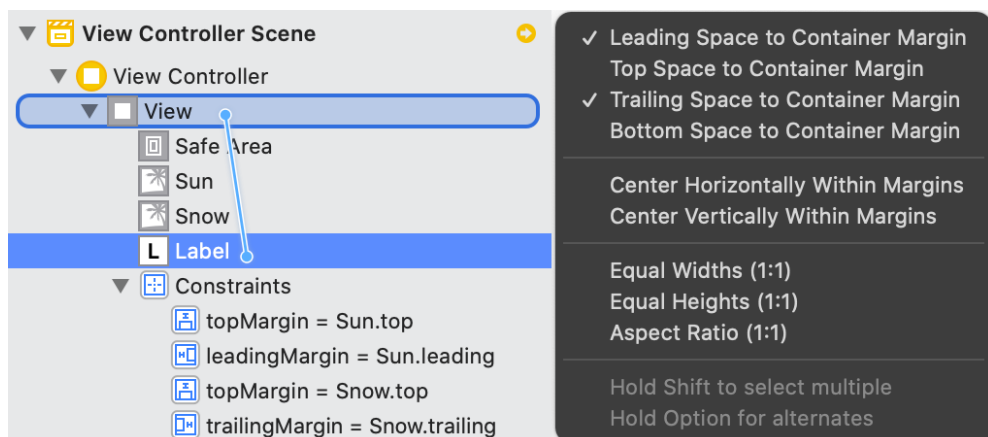 View Controller Scene
View Controller
View
Safe Area
Sun
Snow
L Label
Constraints
topMargin = Sun.top
leadingMargin = Sun.leading
topMargin = Snow.top
trailingMargin = Snow.trailing
✓ Leading Space to Container Margin
Top Space to Container Margin
✓ Trailing Space to Container Margin
Bottom Space to Container Margin
Center Horizontally Within Margins
Center Vertically Within Margins
Equal Widths (1:1)
Equal Heights (1:1)
Aspect Ratio (1:1)
Hold Shift to select multiple
Hold Option for alternates